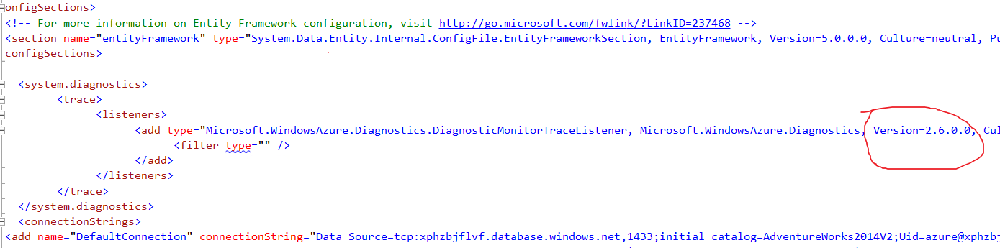 onfigSections>
<!-- For more information on Entity Framework configuration, visit http://go.microsoft.com/fwlink/?LinkID=237468 -->
<section name="entityFramework" type="System.Data.Entity.Internal.ConfigFile.EntityFrameworkSection, EntityFramework, Version=5.0.0.0, Culture=neutral, Pu
configSections>
<system.diagnostics>
<trace>
<listeners>
<add type="Microsoft.WindowsAzure.Diagnostics.DiagnosticMonitorTraceListener, Microsoft.WindowsAzure.Diagnostics, Version=2.6.0.0, Cul
<filter type="" />
</add>
</listeners>
</trace>
</system.diagnostics>
<connectionStrings>
<add name="DefaultConnection" connectionString="Data Source=tcp:xphzbjflvf.database.windows.net,1433;initial catalog=AdventureWorks2014V2;Uid=azure@xphzbj